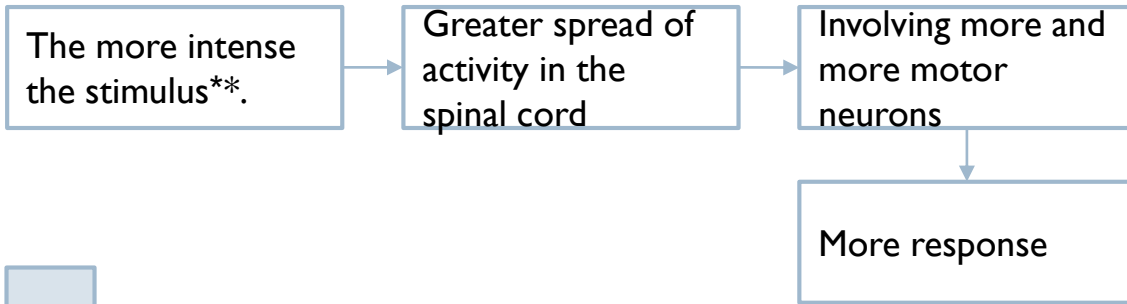 The more intense
the stimulus**.
Greater spread of
activity in the
spinal cord
Involving more and
more motor
neurons
More response